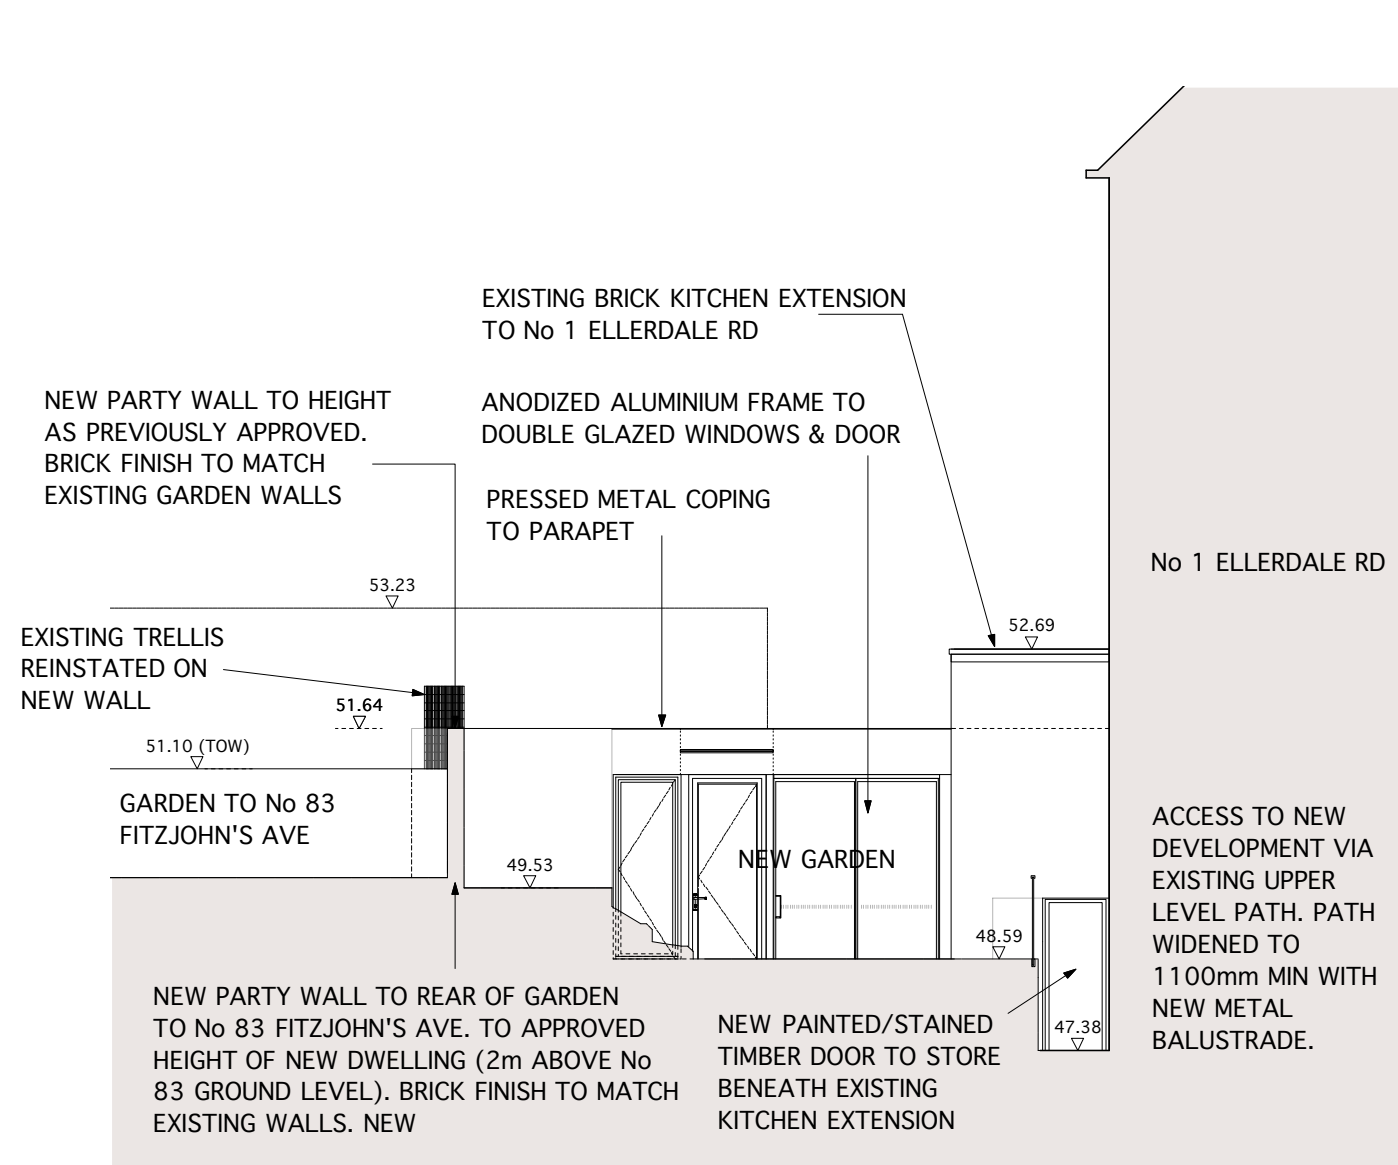 EXISTING BRICK KITCHEN EXTENSION
TO No 1 ELLERDALE RD
NEW PARTY WALL TO HEIGHT
AS PREVIOUSLY APPROVED.
BRICK FINISH TO MATCH
EXISTING GARDEN WALLS
ANODIZED ALUMINIUM FRAME TO
DOUBLE GLAZED WINDOWS & DOOR
PRESSED METAL COPING
TO PARAPET
No 1 ELLERDALE RD
53.23
52.69
EXISTING TRELLIS
REINSTATED ON
NEW WALL
51.64
51.10 (TOW)
GARDEN TO No 83
FITZJOHN'S AVE
49.53
NEW GARDEN
48.59
47.38
ACCESS TO NEW
DEVELOPMENT VIA
EXISTING UPPER
LEVEL PATH. PATH
WIDENED TO
1100mm MIN WITH
NEW METAL
BALUSTRADE.
NEW PARTY WALL TO REAR OF GARDEN
TO No 83 FITZJOHN'S AVE. TO APPROVED
HEIGHT OF NEW DWELLING (2m ABOVE No
83 GROUND LEVEL). BRICK FINISH TO MATCH
EXISTING WALLS. NEW
NEW PAINTED/STAINED
TIMBER DOOR TO STORE
BENEATH EXISTING
KITCHEN EXTENSION